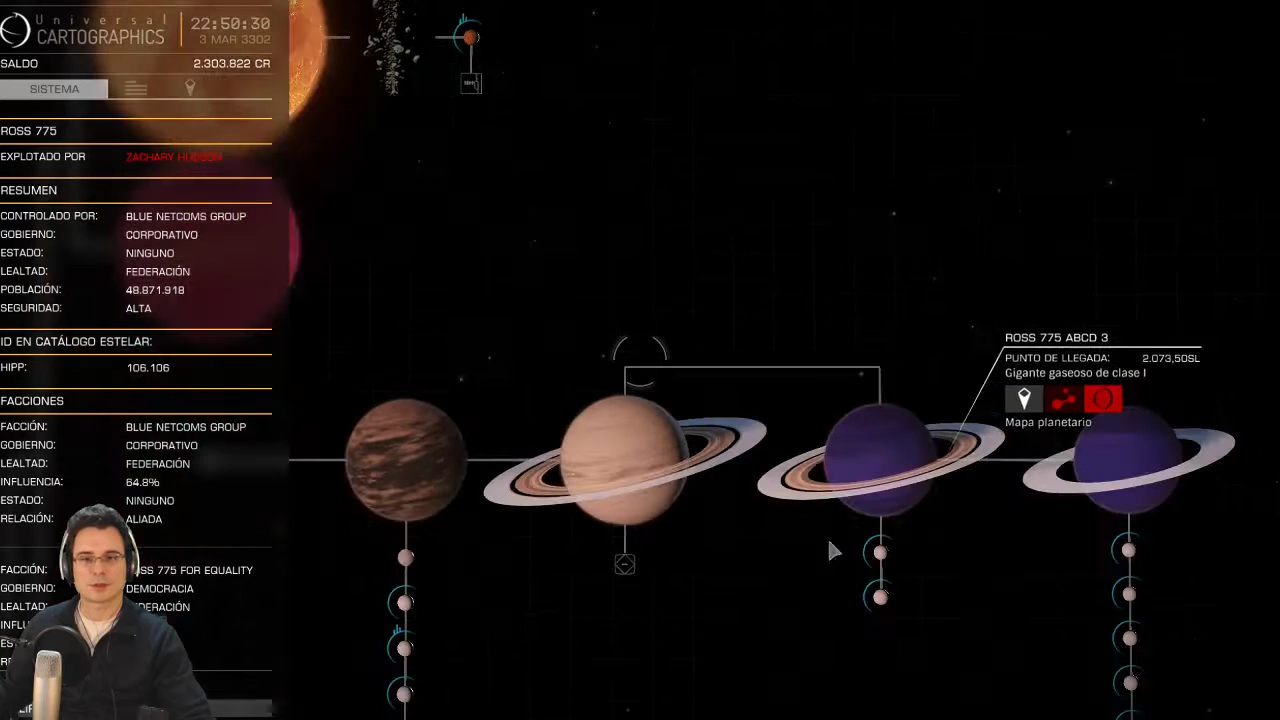 Universal
CARTOGRAPHICS
22:50:30
3 MAR 3302
SALDO 2.303.822 CR
SISTEMA
ROSS 775
EXPLOTADO POR ZACHARY HUDSON
RESUMEN
CONTROLADO POR: BLUE NETCOMS GROUP
GOBIERNO: CORPORATIVO
ESTADO: NINGUNO
LEALTAD: FEDERACIÓN
POBLACIÓN: 48.871.918
SEGURIDAD: ALTA
ID EN CATÁLOGO ESTELAR:
HIPP: 106.106
FACCIONES
FACCIÓN: BLUE NETCOMS GROUP
GOBIERNO: CORPORATIVO
LEALTAD: FEDERACIÓN
INFLUENCIA: 64.8%
ESTADO: NINGUNO
RELACIÓN: ALIADA
FACCIÓN: ROSS 775 FOR EQUALITY
GOBIERNO: DEMOCRACIA
ROSS 775 ABCD 3
PUNTO DE LLEGADA: 2.073,50SL
Gigante gaseoso de clase I
Mapa planetario